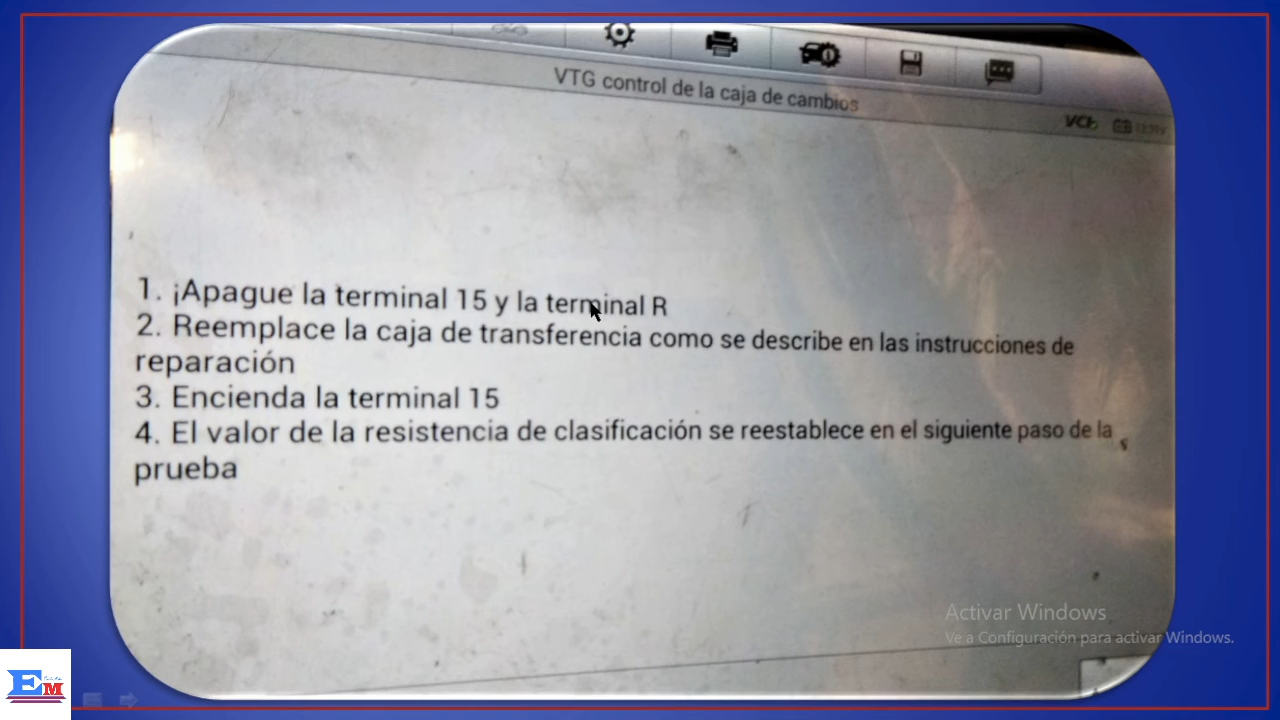 VTG control de la caja de cambios
VCI
1. ¡Apague la terminal 15 y la terminal R
2. Reemplace la caja de transferencia como se describe en las instrucciones de
reparación
3. Encienda la terminal 15
4. El valor de la resistencia de clasificación se reestablece en el siguiente paso de la
prueba
Activar Windows
Ve a Configuración para activar Windows.
EM